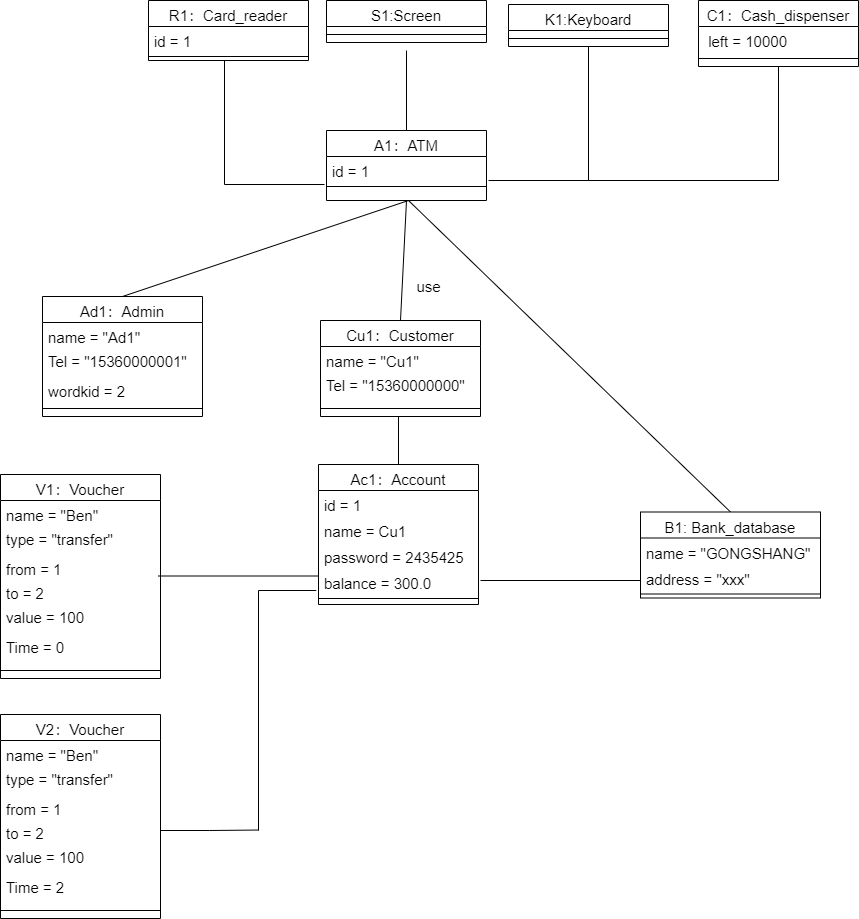 R1：Card_reader
id = 1
S1:Screen
K1:Keyboard
C1：Cash_dispenser
left = 10000
A1：ATM
id = 1
use
Ad1：Admin
name = "Ad1"
Tel = "15360000001"
wordkid = 2
Cu1：Customer
name = "Cu1"
Tel = "15360000000"
V1：Voucher
name = "Ben"
type = "transfer"
from = 1
to = 2
value = 100
Time = 0
Ac1：Account
id = 1
name = Cu1
password = 2435425
balance = 300.0
B1: Bank_database
name = "GONGSHANG"
address = "xxx"
V2：Voucher
name = "Ben"
type = "transfer"
from = 1
to = 2
value = 100
Time = 2